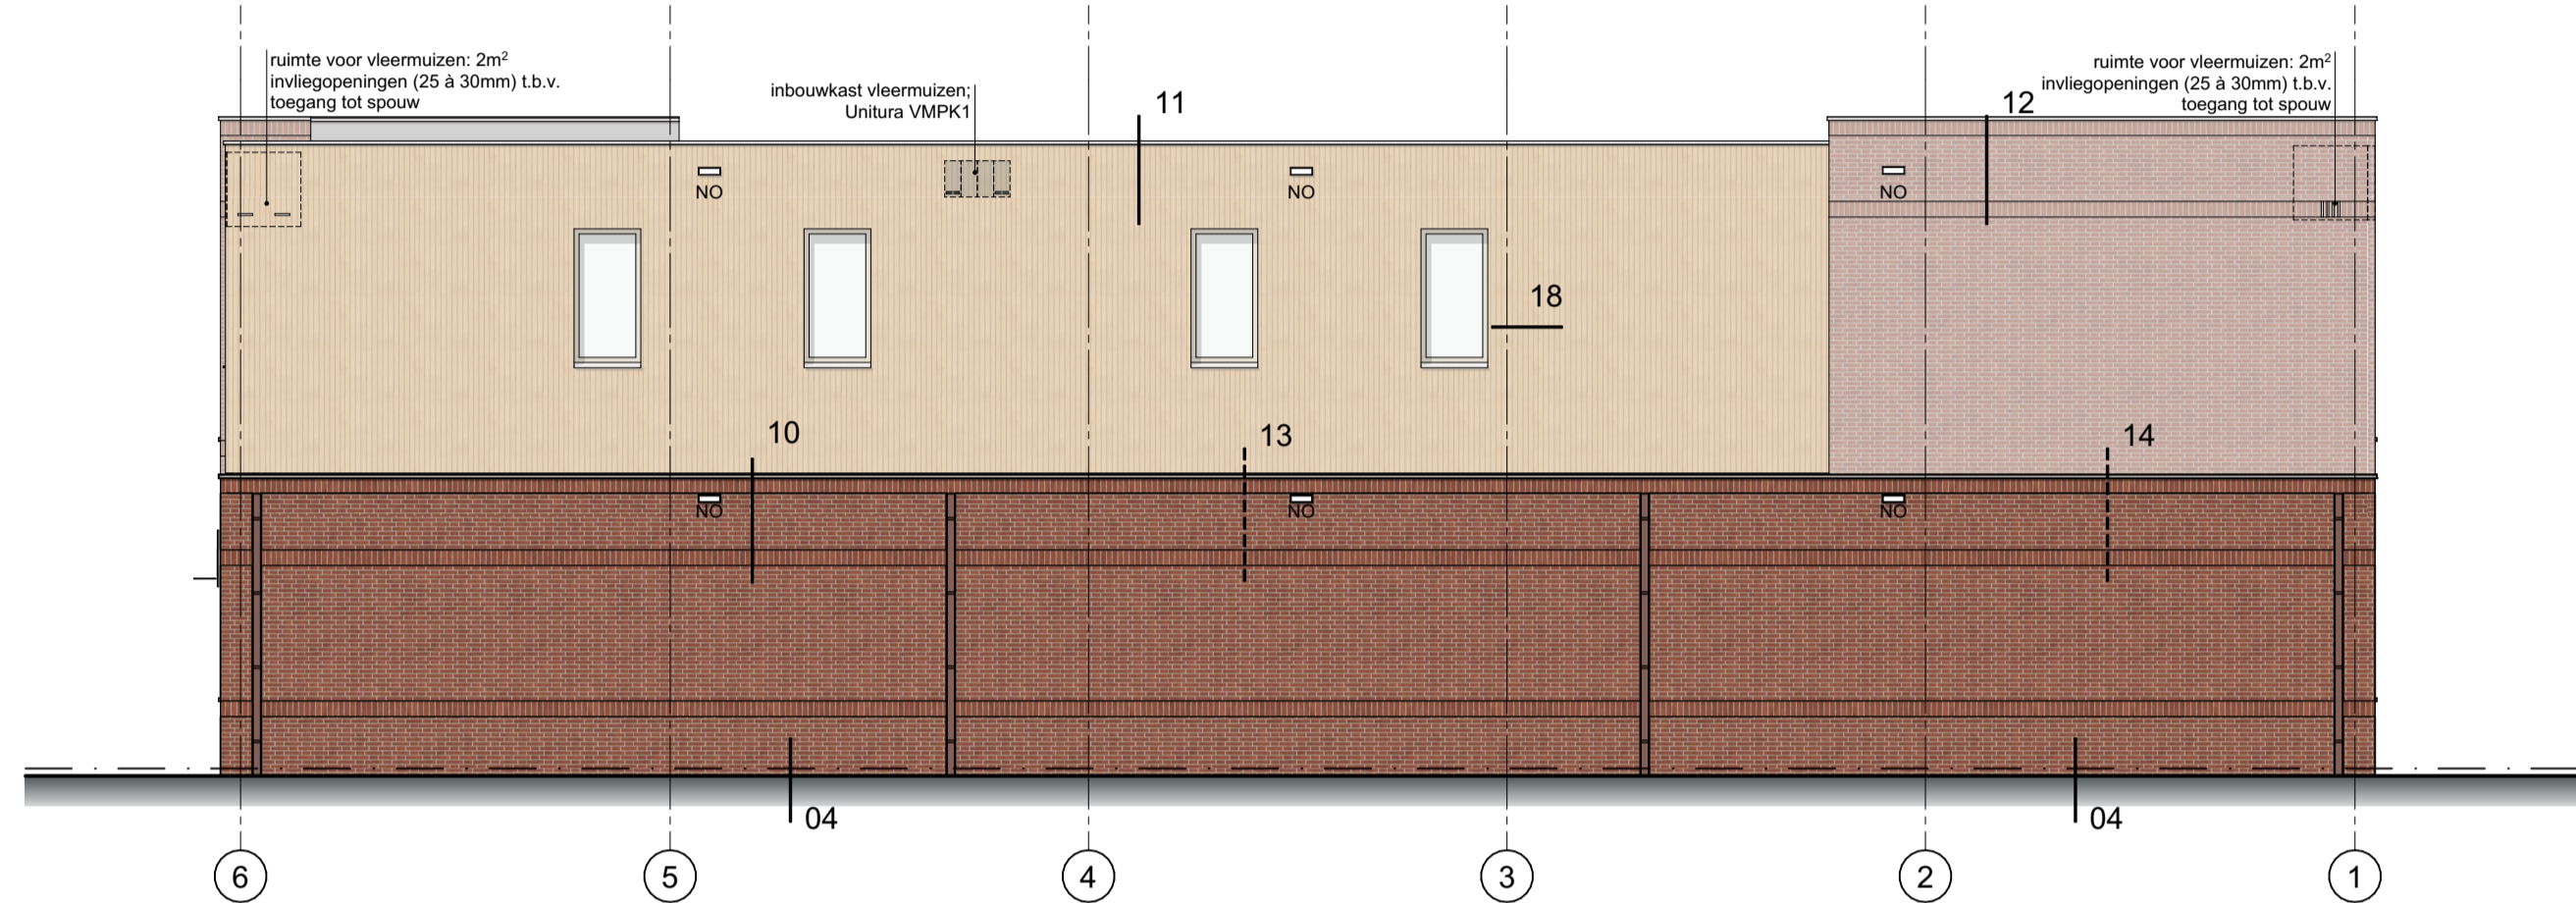 ruimte voor vleermuizen: 2m²
invliegopeningen (25 à 30mm) t.b.v.
toegang tot spouw
inbouwkast vleermuizen;
Unitura VMPK1
11
12
ruimte voor vleermuizen: 2m²
invliegopeningen (25 à 30mm) t.b.v.
toegang tot spouw
NO
NO
NO
18
10
13
14
NO
NO
NO
04
04
6
5
4
3
2
1